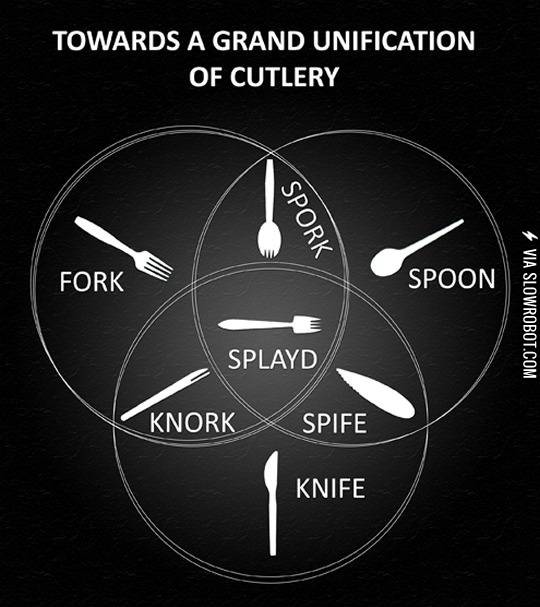 TOWARDS A GRAND UNIFICATION
OF CUTLERY
SPORK
FORK
SPOON
SPLAYD
KNORK
SPIFE
KNIFE
VIA SLOWROBOT.COM